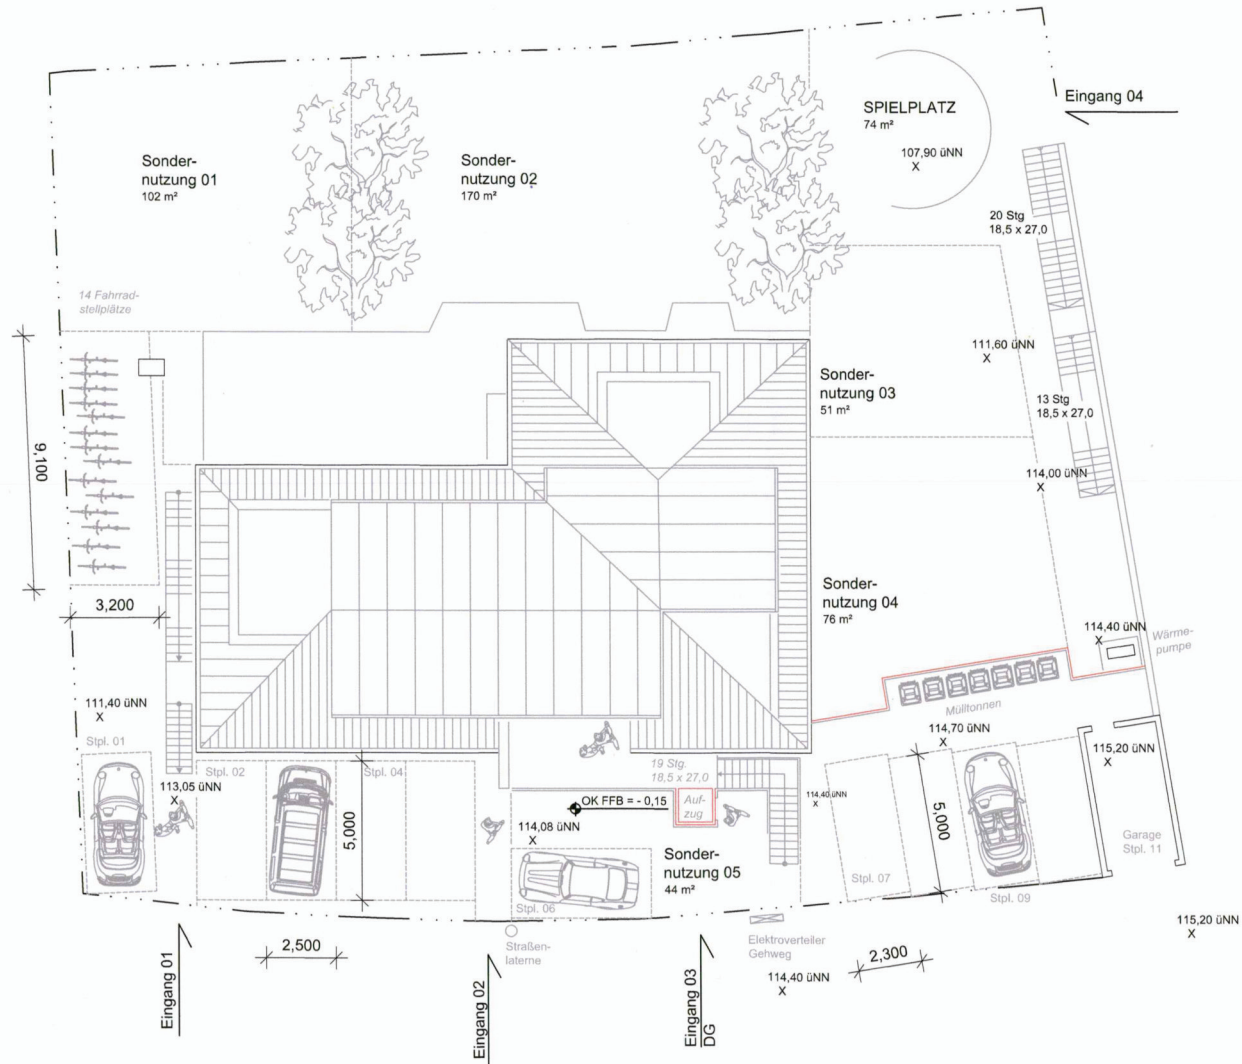 Eingang 04
SPIELPLATZ
74 m²
107,90 üNN
X
Sonder-
nutzung 01
102 m²
Sonder-
nutzung 02
170 m²
20 Stg
18,5 x 27,0
14 Fahrrad-
stellplätze
111,60 üNN
X
Sonder-
nutzung 03
51 m²
13 Stg
18,5 x 27,0
9,100
114,00 üNN
X
3,200
Sonder-
nutzung 04
76 m²
114,40 üNN
X
Wärme-
pumpe
Mülltonnen
111,40 üNN
X
Stpl. 01
114,70 üNN
X
115,20 üNN
X
Stpl. 02
Stpl. 04
19 Stg.
18,5 x 27,0
113,05 üNN
X
OK FFB = - 0,15
Auf-
zug
114,40 üNN
X
5,000
5,000
114,08 üNN
X
Garage
Stpl. 11
Sonder-
nutzung 05
44 m²
Stpl. 06
Stpl. 07
Stpl. 09
115,20 üNN
X
Straßen-
laterne
Elektroverteiler
Gehweg
2,500
2,300
114,40 üNN
X
Eingang 01
Eingang 02
Eingang 03
DG